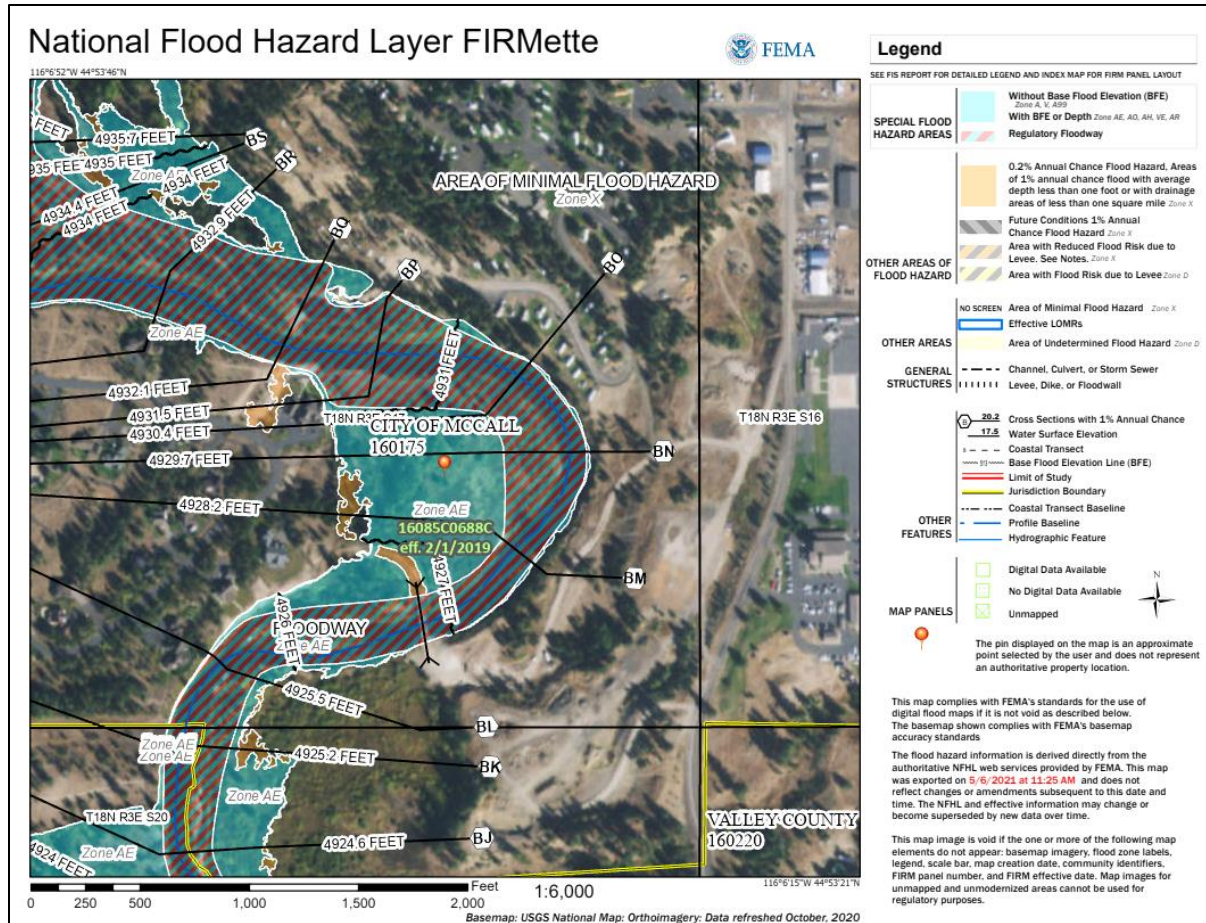 National Flood Hazard Layer FIRMette
FEMA
116°6'52"W 44°53'46"N
FEET
4935.7 FEET
BS
4935 FEET
Zone AE
4934 FEET
BR
4934.4 FEET
4934 FEET
4932.9 FEET
BQ
AREA OF MINIMAL FLOOD HAZARD
Zone X
BP
BO
Zone AE
4931 FEET
4932.1 FEET
4931.5 FEET
4930.4 FEET
T18N R3E S17
CITY OF MCCALL
160175
T18N R3E S16
4929.7 FEET
BN
4928.2 FEET
Zone AE
16085C0688C
eff. 2/1/2019
4927 FEET
BM
4926 FEET
FLOODWAY
Zone AE
4925.5 FEET
BL
Zone AE
Zone AE
4925.2 FEET
BK
Zone AE
T18N R3E S20
VALLEY COUNTY
160220
4924.6 FEET
BJ
4924 FEET
Zone AE
116°6'15"W 44°53'21"N
Feet
0 250 500 1,000 1,500 2,000
1:6,000
Basemap: USGS National Map: Orthoimagery: Data refreshed October, 2020
Legend
SEE FIS REPORT FOR DETAILED LEGEND AND INDEX MAP FOR FIRM PANEL LAYOUT
SPECIAL FLOOD
HAZARD AREAS
Without Base Flood Elevation (BFE)
Zone A, V, A99
With BFE or Depth Zone AE, AO, AH, VE, AR
Regulatory Floodway
OTHER AREAS OF
FLOOD HAZARD
0.2% Annual Chance Flood Hazard, Areas
of 1% annual chance flood with average
depth less than one foot or with drainage
areas of less than one square mile Zone X
Future Conditions 1% Annual
Chance Flood Hazard Zone X
Area with Reduced Flood Risk due to
Levee. See Notes. Zone X
Area with Flood Risk due to Levee Zone D
OTHER AREAS
NO SCREEN Area of Minimal Flood Hazard Zone X
Effective LOMRs
Area of Undetermined Flood Hazard Zone D
GENERAL
STRUCTURES
Channel, Culvert, or Storm Sewer
Levee, Dike, or Floodwall
OTHER
FEATURES
B 20.2 Cross Sections with 1% Annual Chance
17.5 Water Surface Elevation
Coastal Transect
Base Flood Elevation Line (BFE)
Limit of Study
Jurisdiction Boundary
Coastal Transect Baseline
Profile Baseline
Hydrographic Feature
MAP PANELS
Digital Data Available
No Digital Data Available
Unmapped
N
The pin displayed on the map is an approximate
point selected by the user and does not represent
an authoritative property location.
This map complies with FEMA's standards for the use of
digital flood maps if it is not void as described below.
The basemap shown complies with FEMA's basemap
accuracy standards
The flood hazard information is derived directly from the
authoritative NFHL web services provided by FEMA. This map
was exported on 5/6/2021 at 11:25 AM and does not
reflect changes or amendments subsequent to this date and
time. The NFHL and effective information may change or
become superseded by new data over time.
This map image is void if the one or more of the following map
elements do not appear: basemap imagery, flood zone labels,
legend, scale bar, map creation date, community identifiers,
FIRM panel number, and FIRM effective date. Map images for
unmapped and unmodernized areas cannot be used for
regulatory purposes.